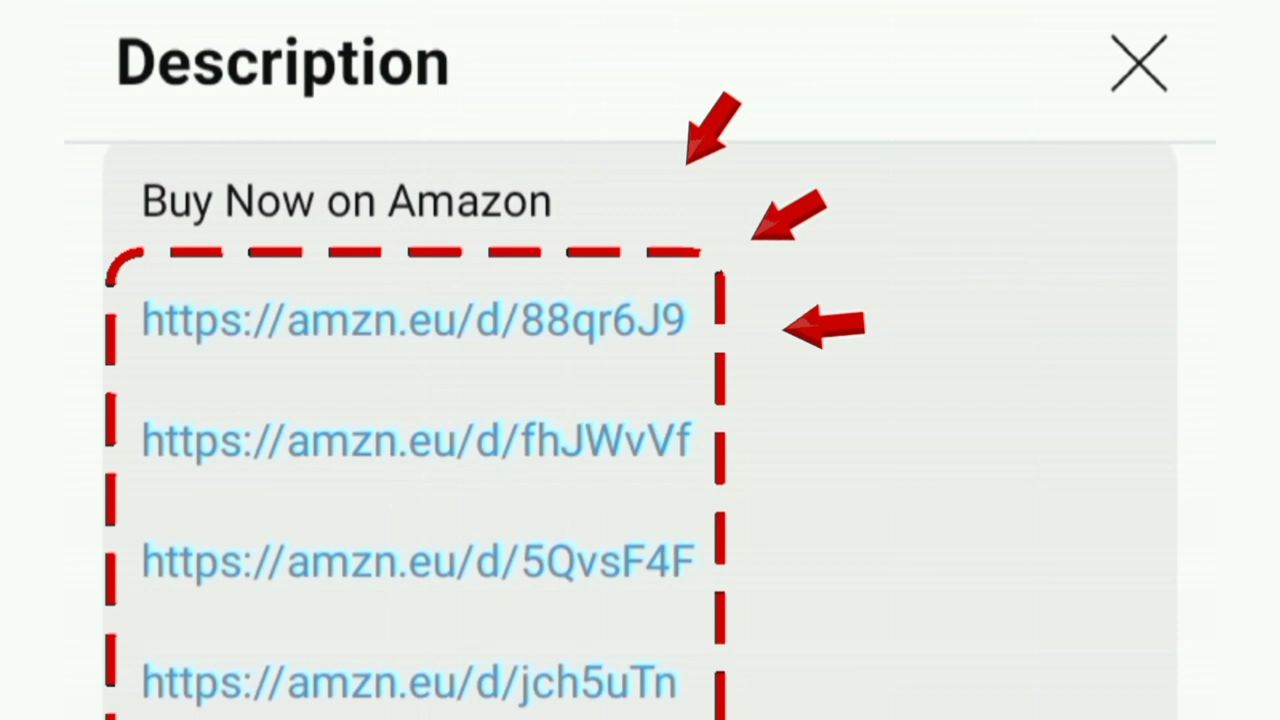 Description
Buy Now on Amazon
https://amzn.eu/d/88qr6J9
https://amzn.eu/d/fhJWvVf
https://amzn.eu/d/5QvsF4F
https://amzn.eu/d/jch5uTn